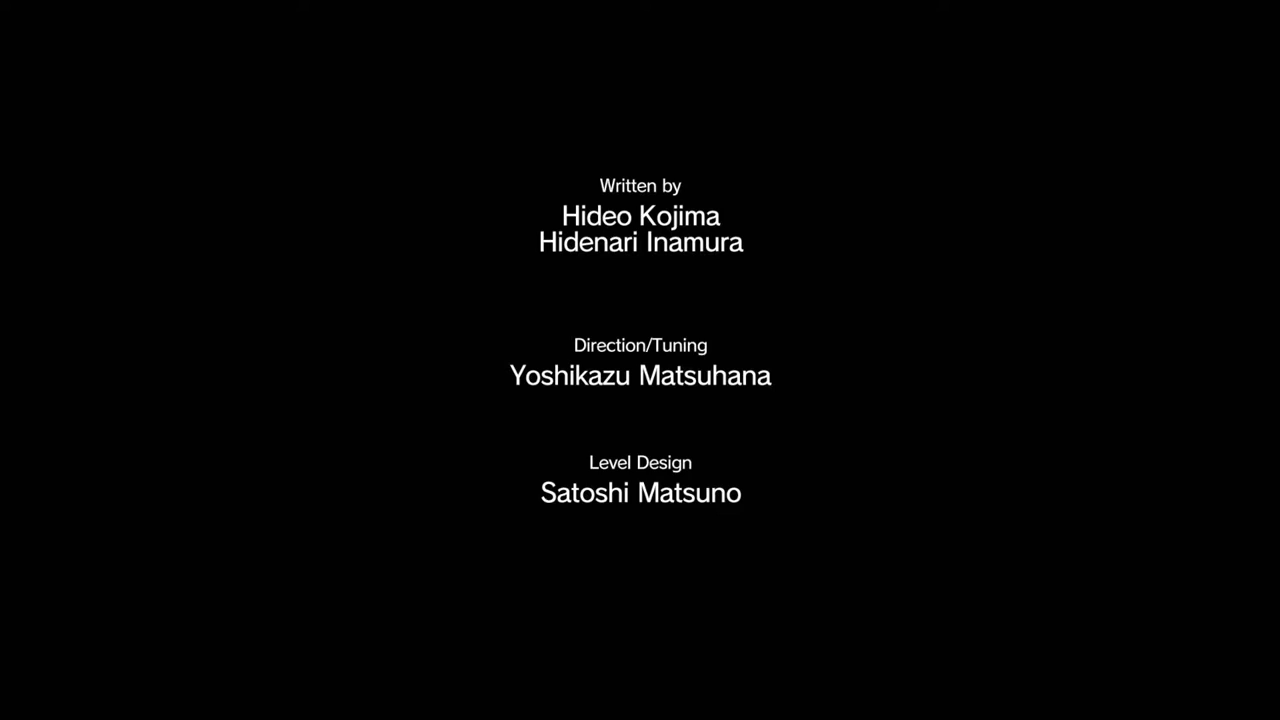 Written by
Hideo Kojima
Hidenari Inamura
Direction/Tuning
Yoshikazu Matsuhana
Level Design
Satoshi Matsuno